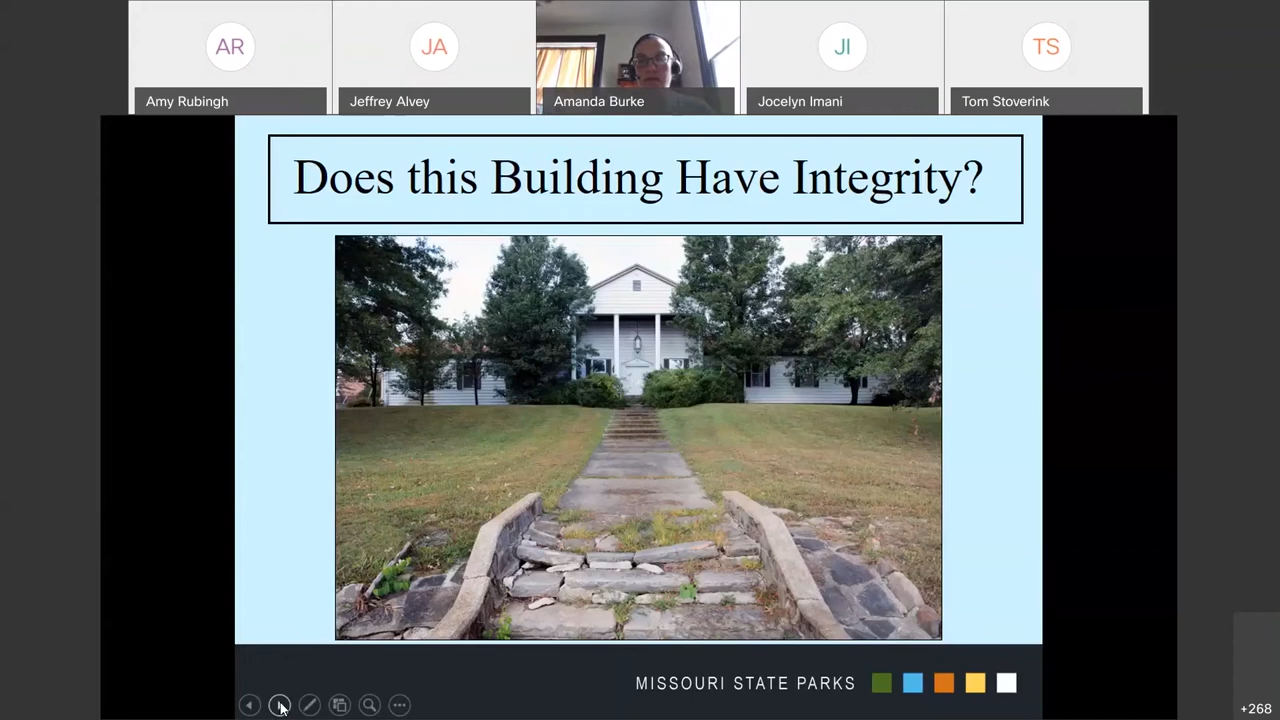 AR
JA
JI
TS
Amy Rubingh
Jeffrey Alvey
Amanda Burke
Jocelyn Imani
Tom Stoverink
Does this Building Have Integrity?
MISSOURI STATE PARKS
+268